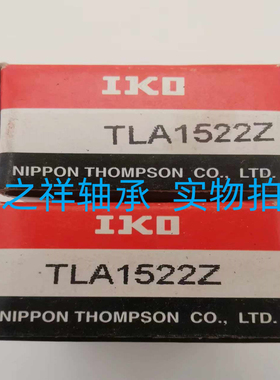 IKO
TLA1522Z
NIPPON THOMPSON CO., LTD.
之祥轴承 实物拍
IKO
TLA1522Z
NIPPON THOMPSON CO., LTD.